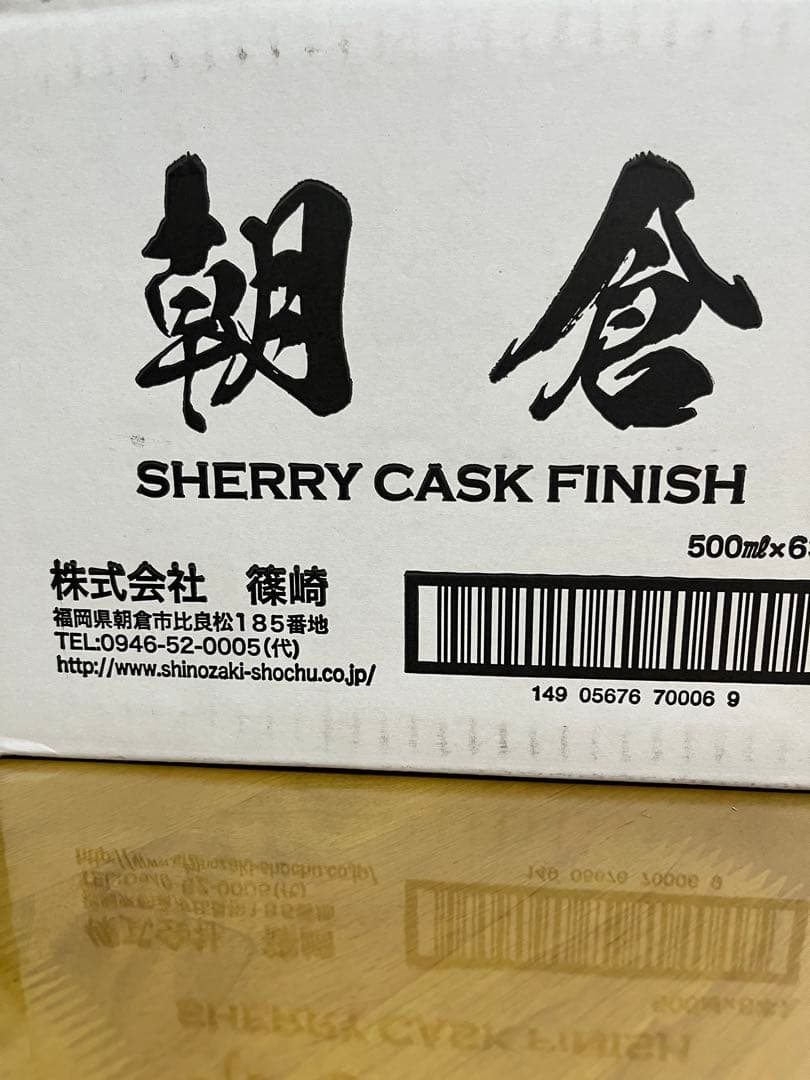 朝倉
SHERRY CASK FINISH
500㎖×6
株式会社 篠崎
福岡県朝倉市比良松185番地
TEL:0946-52-0005(代)
http://www.shinozaki-shochu.co.jp/
149 05676 70006 9